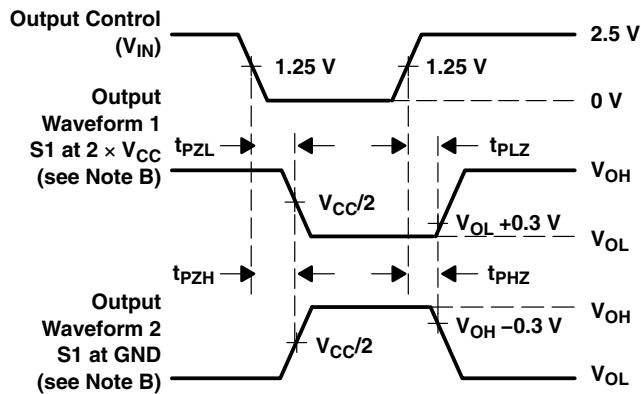 Output Control
(VIN)
2.5 V
1.25 V
1.25 V
0 V
Output
Waveform 1
S1 at 2 × VCC
(see Note B)
tPZL
tPLZ
VOH
VCC/2
VOL +0.3 V
VOL
tPZH
tPHZ
Output
Waveform 2
S1 at GND
(see Note B)
VOH
VOH −0.3 V
VCC/2
VOL